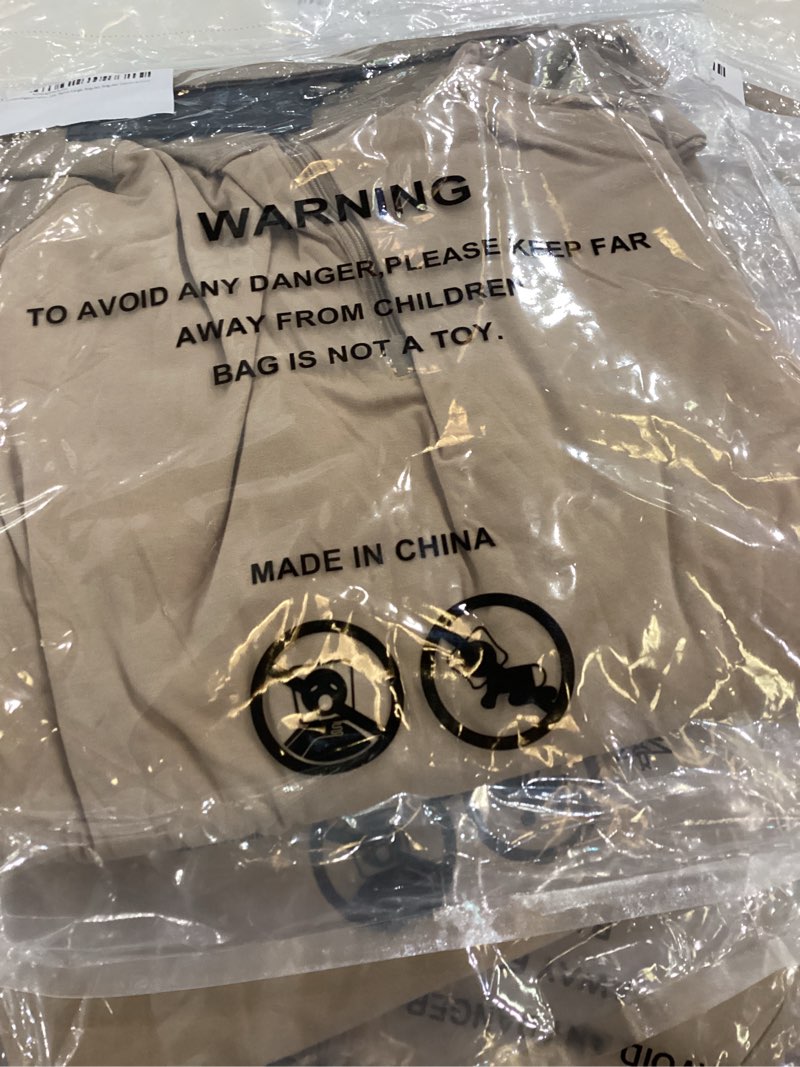 WARNING
TO AVOID ANY DANGER,PLEASE KEEP FAR
AWAY FROM CHILDREN
BAG IS NOT A TOY.
MADE IN CHINA